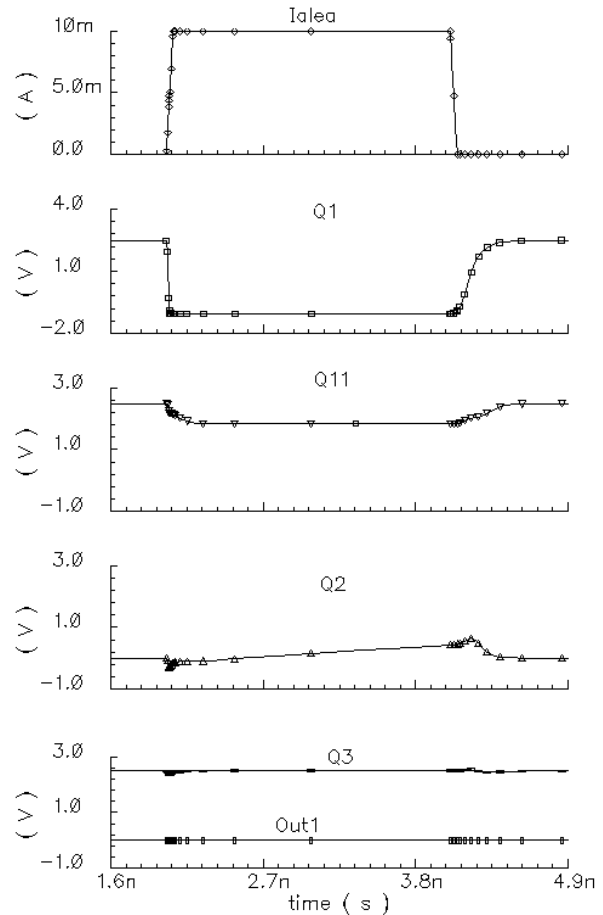 Ialea
10m
5.0m
0.0
( A )
Q1
4.0
1.0
-2.0
( V )
Q11
3.0
1.0
-1.0
( V )
Q2
3.0
1.0
-1.0
( V )
Q3
3.0
1.0
-1.0
( V )
Out1
1.6n 2.7n 3.8n 4.9n
time ( s )